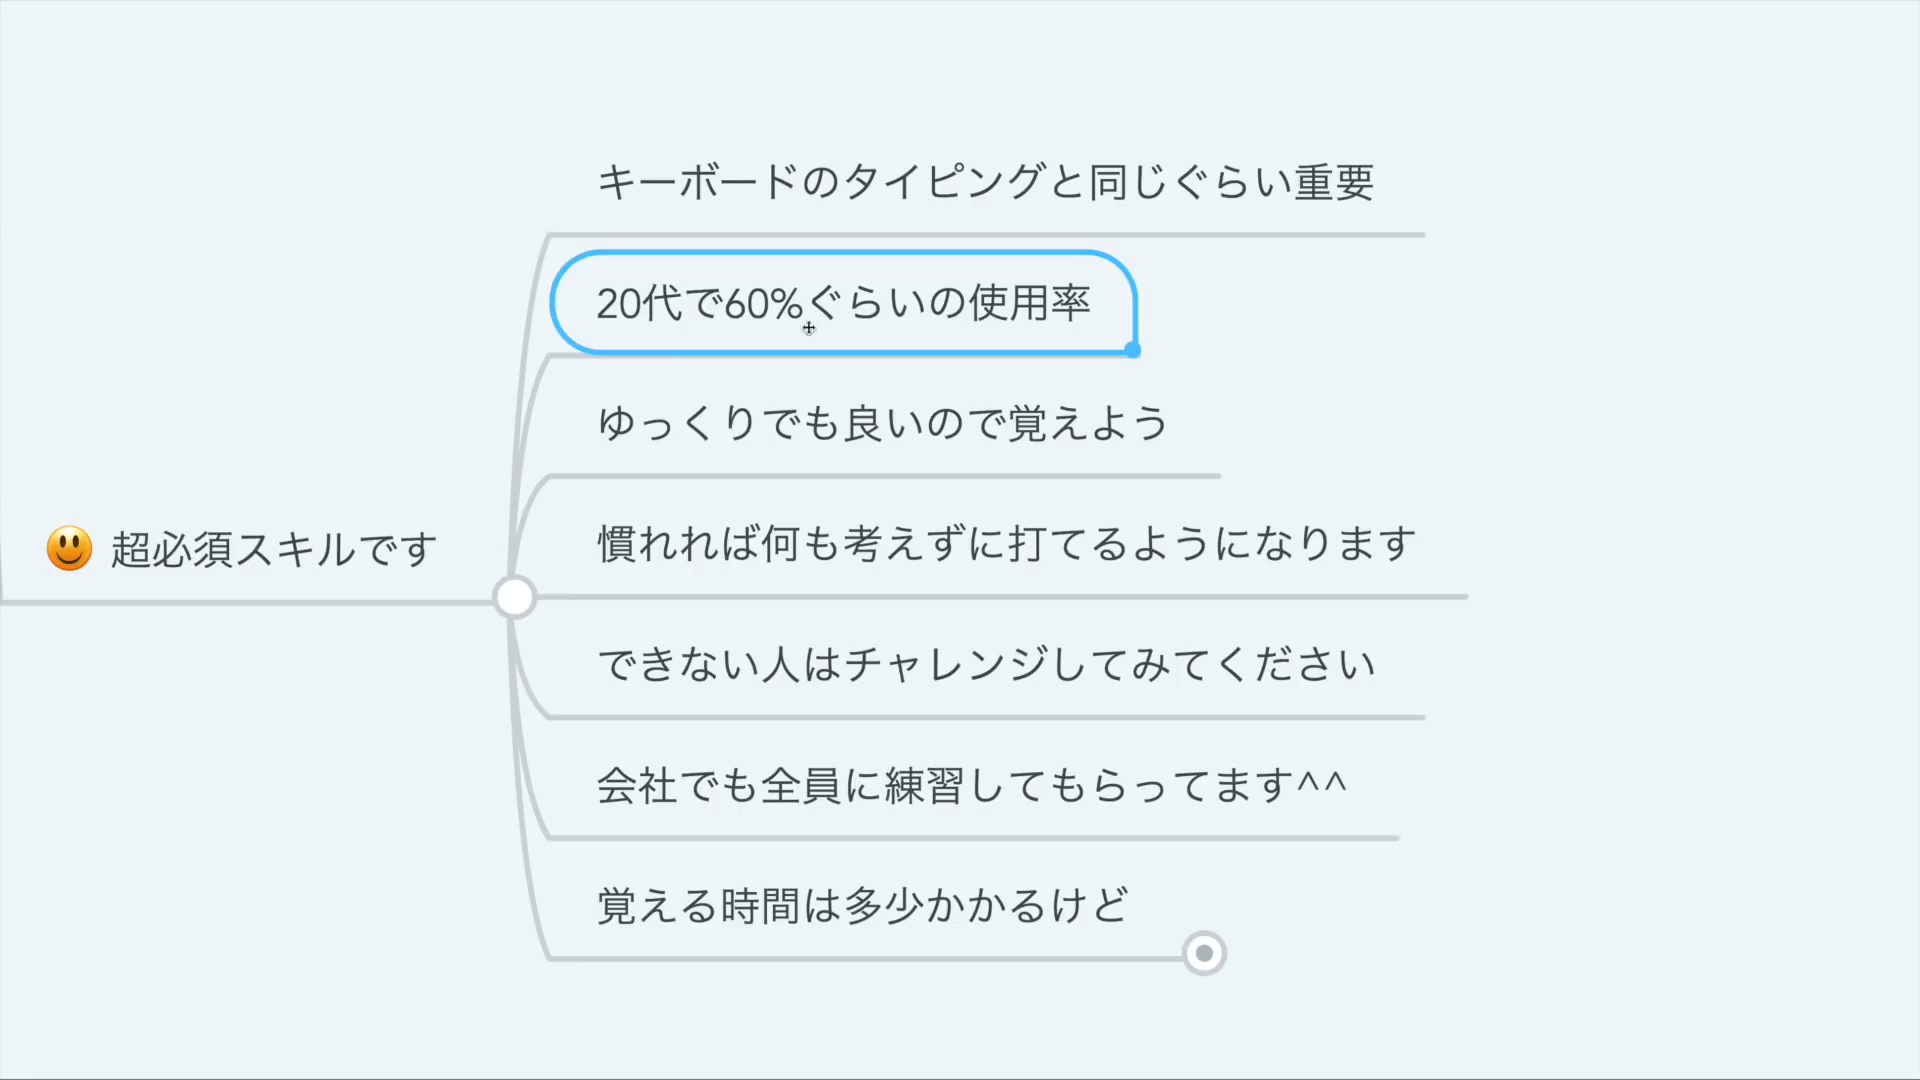 😃 超必須スキルです
キーボードのタイピングと同じぐらい重要
20代で60%ぐらいの使用率
ゆっくりでも良いので覚えよう
慣れれば何も考えずに打てるようになります
できない人はチャレンジしてみてください
会社でも全員に練習してもらってます^^
覚える時間は多少かかるけど